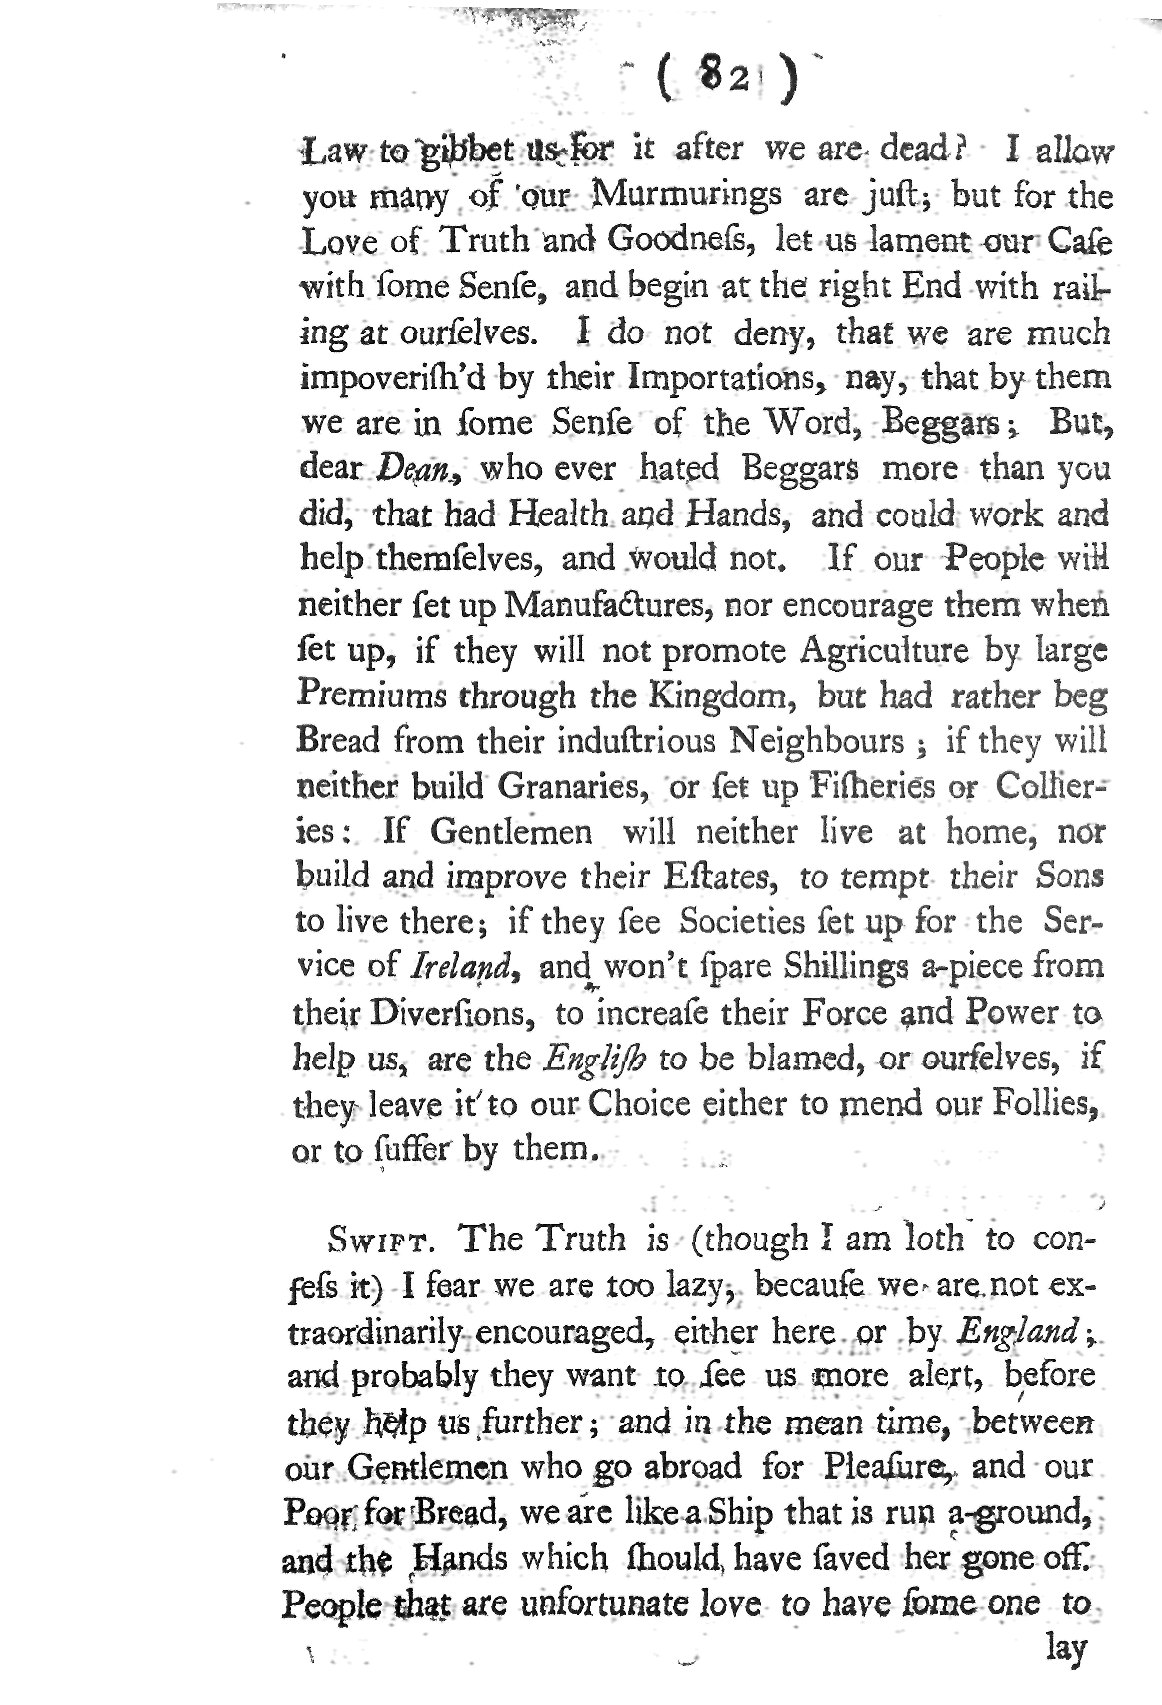 ( 82 )
Law to gibbet us for it after we are dead? I allow
you many of our Murmurings are juſt; but for the
Love of Truth and Goodneſs, let us lament our Caſe
with ſome Senſe, and begin at the right End with rail-
ing at ourſelves. I do not deny, that we are much
impoveriſh'd by their Importations, nay, that by them
we are in ſome Senſe of the Word, Beggars; But,
dear Dean, who ever hated Beggars more than you
did, that had Health and Hands, and could work and
help themſelves, and would not. If our People will
neither ſet up Manufactures, nor encourage them when
ſet up, if they will not promote Agriculture by large
Premiums through the Kingdom, but had rather beg
Bread from their induſtrious Neighbours; if they will
neither build Granaries, or ſet up Fiſheries or Collier-
ies: If Gentlemen will neither live at home, nor
build and improve their Eſtates, to tempt their Sons
to live there; if they ſee Societies ſet up for the Ser-
vice of Ireland, and won't ſpare Shillings a-piece from
their Diverſions, to increaſe their Force and Power to
help us, are the Engliſh to be blamed, or ourſelves, if
they leave it to our Choice either to mend our Follies,
or to ſuffer by them.
SWIFT. The Truth is (though I am loth to con-
feſs it) I fear we are too lazy, becauſe we are not ex-
traordinarily encouraged, either here or by England;
and probably they want to ſee us more alert, before
they help us further; and in the mean time, between
our Gentlemen who go abroad for Pleaſure, and our
Poor for Bread, we are like a Ship that is run a-ground,
and the Hands which ſhould have ſaved her gone off.
People that are unfortunate love to have ſome one to
lay